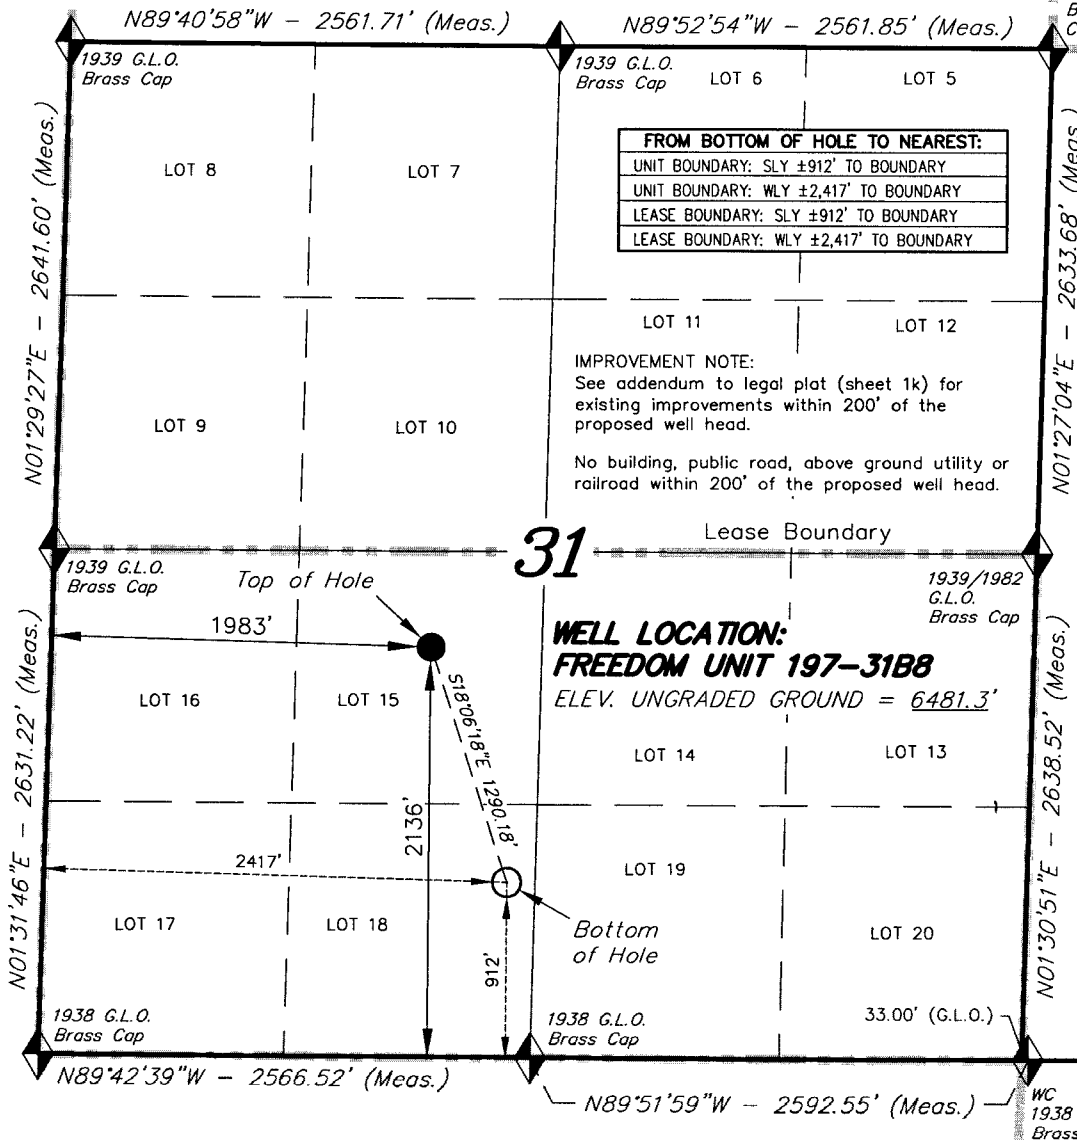 N89°40'58"W - 2561.71' (Meas.)
N89°52'54"W - 2561.85' (Meas.)
1939 G.L.O.
Brass Cap
1939 G.L.O.
Brass Cap
LOT 6
LOT 5
FROM BOTTOM OF HOLE TO NEAREST:
UNIT BOUNDARY: SLY ±912' TO BOUNDARY
UNIT BOUNDARY: WLY ±2,417' TO BOUNDARY
LEASE BOUNDARY: SLY ±912' TO BOUNDARY
LEASE BOUNDARY: WLY ±2,417' TO BOUNDARY
LOT 8
LOT 7
N01°29'27"E - 2641.60' (Meas.)
N01°27'04"E - 2633.68' (Meas.)
LOT 11
LOT 12
IMPROVEMENT NOTE:
See addendum to legal plat (sheet 1k) for
existing improvements within 200' of the
proposed well head.
No building, public road, above ground utility or
railroad within 200' of the proposed well head.
LOT 9
LOT 10
Lease Boundary
31
1939 G.L.O.
Brass Cap
Top of Hole
1939/1982
G.L.O.
Brass Cap
1983'
WELL LOCATION:
FREEDOM UNIT 197-31B8
ELEV. UNGRADED GROUND = 6481.3'
LOT 16
LOT 15
S18°06'18"E 1290.18'
LOT 14
LOT 13
N01°31'46"E - 2631.22' (Meas.)
N01°30'51"E - 2638.52' (Meas.)
2136'
2417'
LOT 19
LOT 17
LOT 18
912'
Bottom
of Hole
LOT 20
1938 G.L.O.
Brass Cap
1938 G.L.O.
Brass Cap
33.00' (G.L.O.)
N89°42'39"W - 2566.52' (Meas.)
N89°51'59"W - 2592.55' (Meas.)
WC
1938
Brass